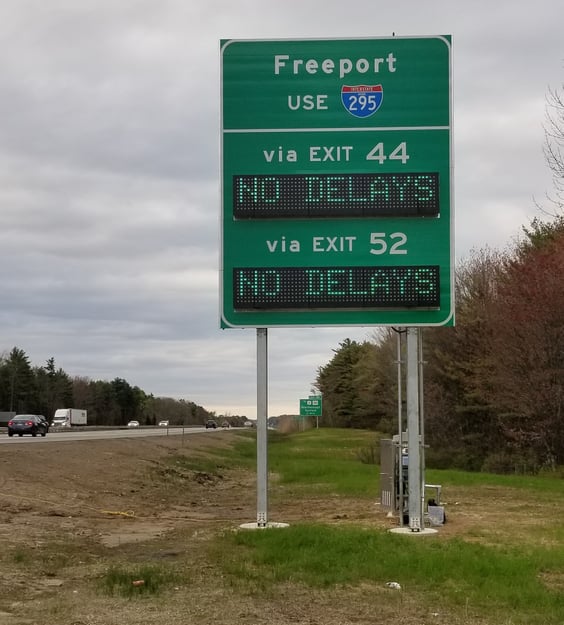 Freeport
USE INTERSTATE 295
via EXIT 44
NO DELAYS
via EXIT 52
NO DELAYS